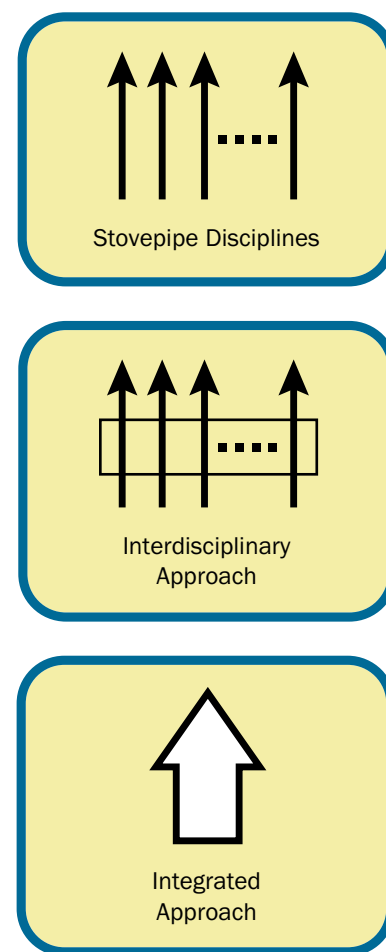 Stovepipe Disciplines
Interdisciplinary
Approach
Integrated
Approach